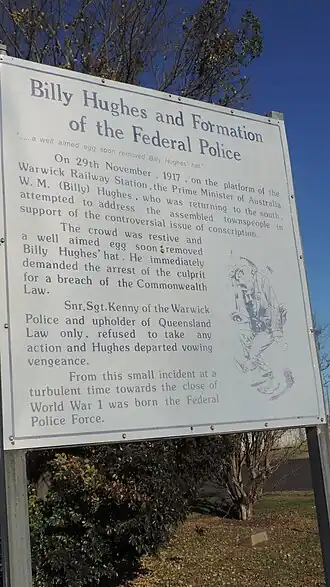 Billy Hughes and Formation
of the Federal Police
"....a well aimed egg soon removed Billy Hughes' hat"
On 29th November , 1917 , on the platform of the
Warwick Railway Station, the Prime Minister of Australia
W. M. (Billy) Hughes, who was returning to the south,
attempted to address the assembled townspeople in
support of the controversial issue of conscription.
The crowd was restive and
a well aimed egg soon removed
Billy Hughes' hat. He immediately
demanded the arrest of the culprit
for a breach of the Commonwealth
Law.
Snr, Sgt. Kenny of the Warwick
Police and upholder of Queensland
Law only, refused to take any
action and Hughes departed vowing
vengeance.
From this small incident at a
turbulent time towards the close of
World War 1 was born the Federal
Police Force.